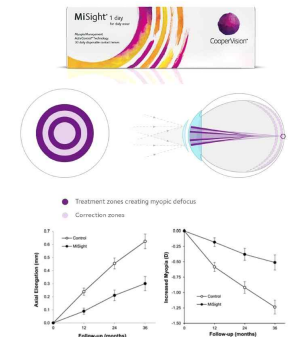 MiSight® 1 day
for daily wear
Myopia Management
CooperVision®
Treatment zones creating myopic defocus
Correction zones
Axial Elongation (mm)
0.7
0.6
0.5
0.4
0.3
0.2
0.1
0.0
Control
MiSight
0
12
24
36
Follow-up (months)
Increased Myopia (D)
0.00
-0.25
-0.50
-0.75
-1.00
-1.25
-1.50
Control
MiSight
0
12
24
36
Follow-up (months)